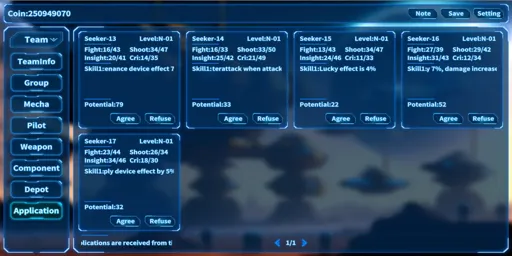 Coin:250949070
Note
Save
Setting
Team
TeamInfo
Group
Mecha
Pilot
Weapon
Component
Depot
Application
Seeker-13 Level:N-01
Fight:16/43 Shoot:34/47
Insight:20/41 Cri:14/35
Skill1:enance device effect 7
Potential:79
Agree Refuse
Seeker-14 Level:N-01
Fight:16/33 Shoot:33/50
Insight:25/42 Cri:21/49
Skill1:terattack when attack
Potential:33
Agree Refuse
Seeker-15 Level:N-01
Fight:13/43 Shoot:34/47
Insight:24/46 Cri:11/33
Skill1:Lucky effect is 4%
Potential:22
Agree Refuse
Seeker-16 Level:N-01
Fight:27/39 Shoot:29/42
Insight:31/43 Cri:12/34
Skill1:y 7%, damage increase
Potential:52
Agree Refuse
Seeker-17 Level:N-01
Fight:23/44 Shoot:26/34
Insight:34/46 Cri:18/30
Skill1:ply device effect by 5%
Potential:32
Agree Refuse
lications are received from ti
1/1